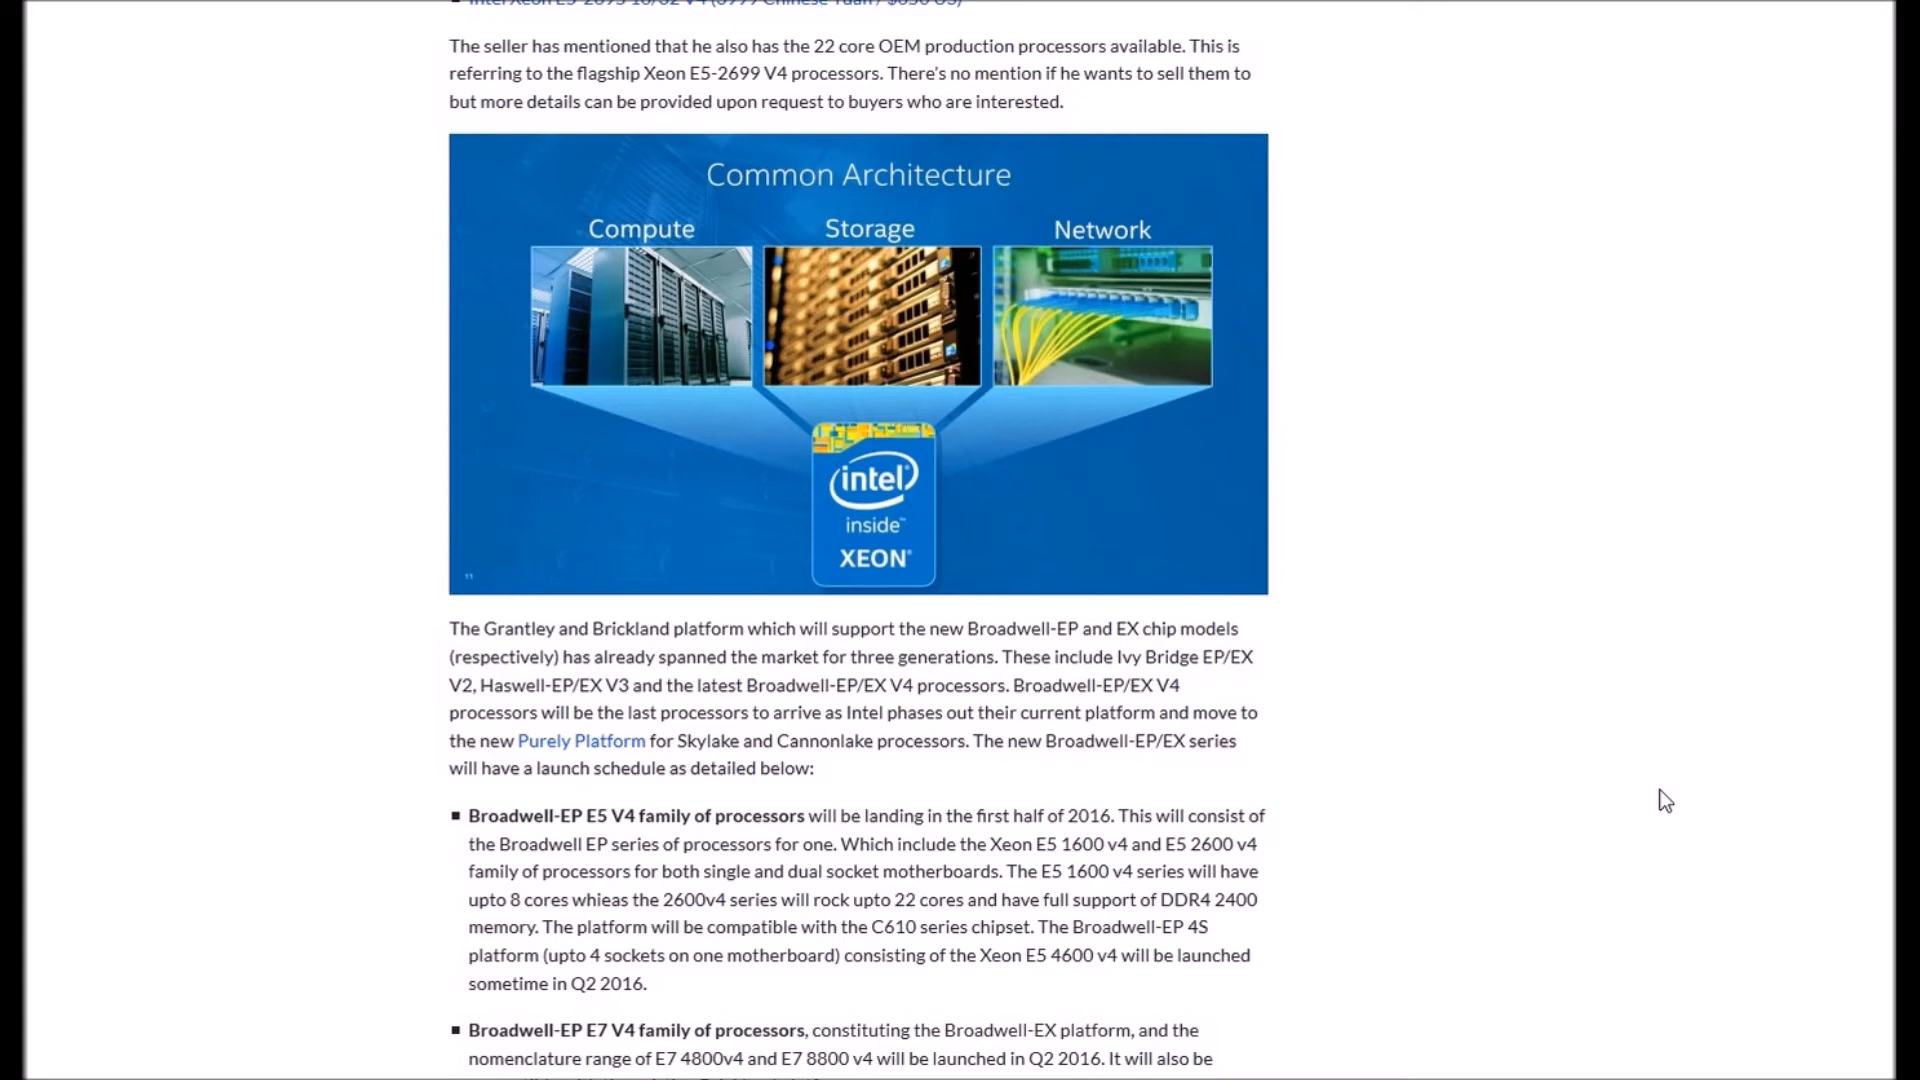 Intel Xeon E5-2695 18/32 V4 (3999 Chinese Yuan / $650 US)
The seller has mentioned that he also has the 22 core OEM production processors available. This is
referring to the flagship Xeon E5-2699 V4 processors. There's no mention if he wants to sell them to
but more details can be provided upon request to buyers who are interested.
Common Architecture
Compute Storage Network
intel
inside™
XEON®
11
The Grantley and Brickland platform which will support the new Broadwell-EP and EX chip models
(respectively) has already spanned the market for three generations. These include Ivy Bridge EP/EX
V2, Haswell-EP/EX V3 and the latest Broadwell-EP/EX V4 processors. Broadwell-EP/EX V4
processors will be the last processors to arrive as Intel phases out their current platform and move to
the new Purely Platform for Skylake and Cannonlake processors. The new Broadwell-EP/EX series
will have a launch schedule as detailed below:
Broadwell-EP E5 V4 family of processors will be landing in the first half of 2016. This will consist of
the Broadwell EP series of processors for one. Which include the Xeon E5 1600 v4 and E5 2600 v4
family of processors for both single and dual socket motherboards. The E5 1600 v4 series will have
upto 8 cores whieas the 2600v4 series will rock upto 22 cores and have full support of DDR4 2400
memory. The platform will be compatible with the C610 series chipset. The Broadwell-EP 4S
platform (upto 4 sockets on one motherboard) consisting of the Xeon E5 4600 v4 will be launched
sometime in Q2 2016.
Broadwell-EP E7 V4 family of processors, constituting the Broadwell-EX platform, and the
nomenclature range of E7 4800v4 and E7 8800 v4 will be launched in Q2 2016. It will also be